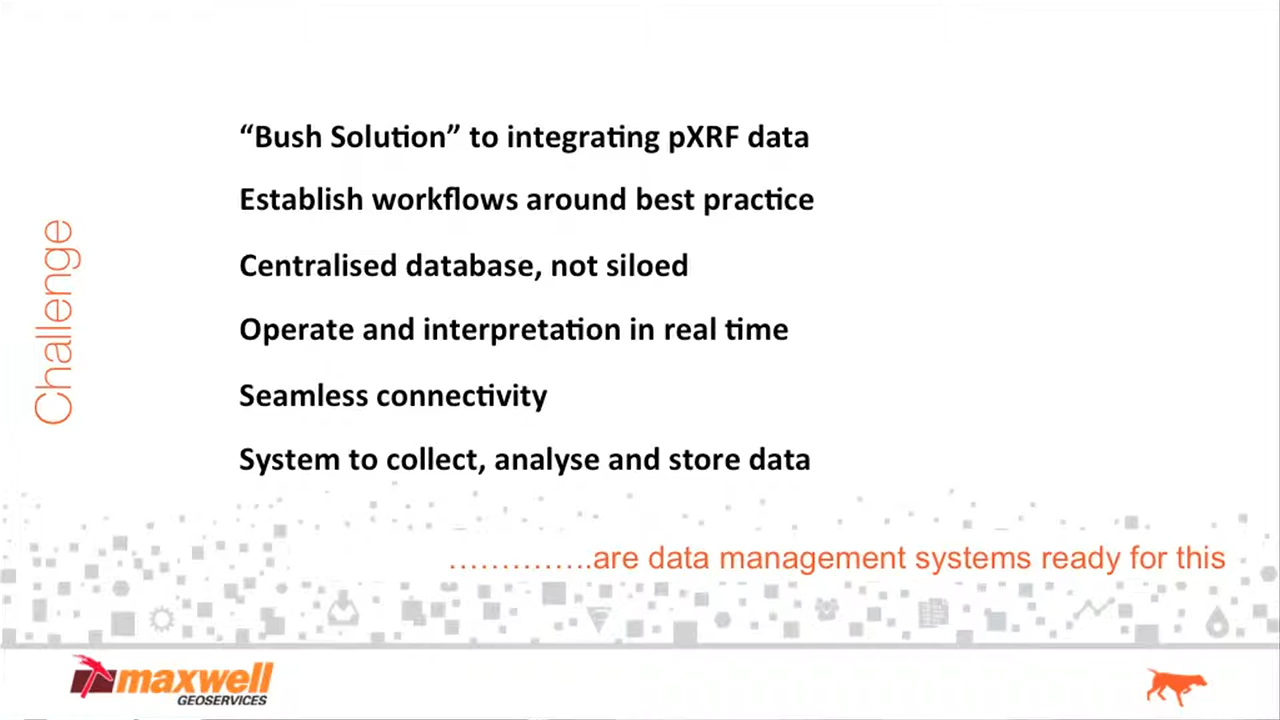 Challenge
“Bush Solution” to integrating pXRF data
Establish workflows around best practice
Centralised database, not siloed
Operate and interpretation in real time
Seamless connectivity
System to collect, analyse and store data
…………..are data management systems ready for this
maxwell
GEOSERVICES